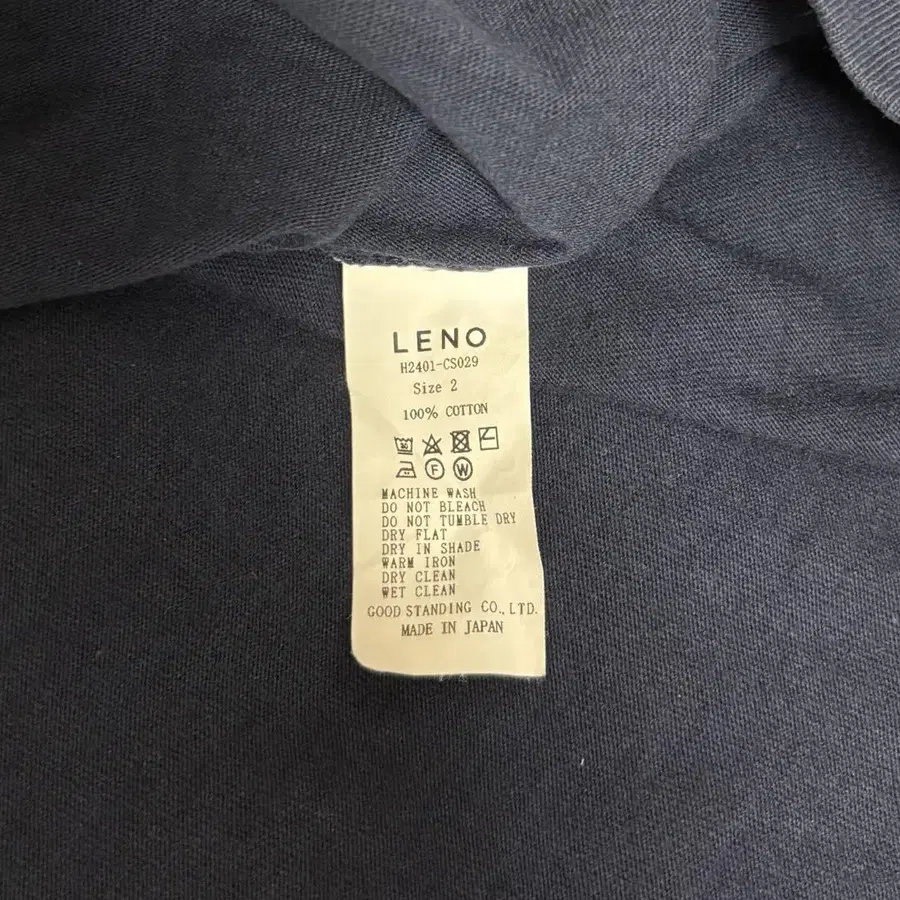 LENO
H2401-CS029
Size 2
100% COTTON
F W
MACHINE WASH
DO NOT BLEACH
DO NOT TUMBLE DRY
DRY FLAT
DRY IN SHADE
WARM IRON
DRY CLEAN
WET CLEAN
GOOD STANDING CO., LTD.
MADE IN JAPAN